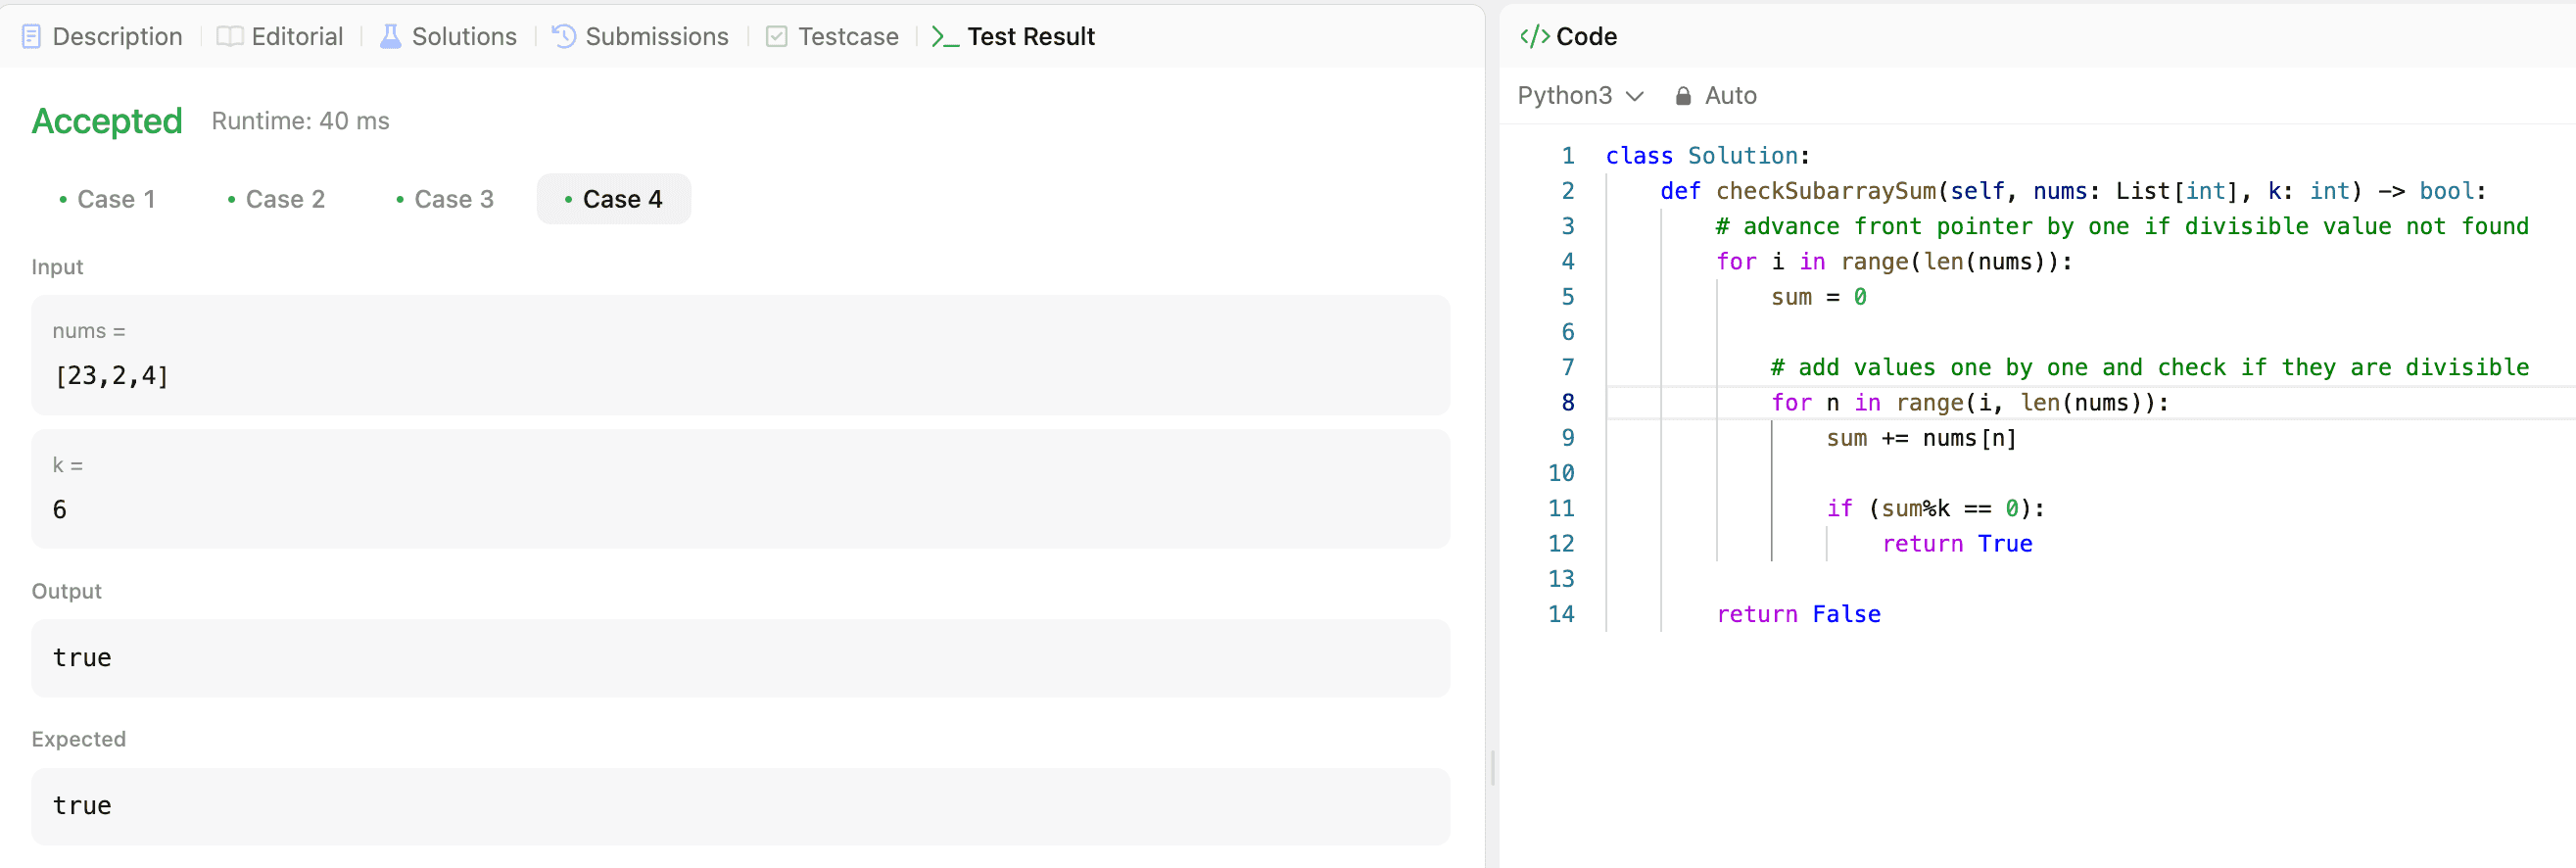 Description
Editorial
Solutions
Submissions
Testcase
Test Result
Accepted
Runtime: 40 ms
Case 1
Case 2
Case 3
Case 4
Input
nums =
[23,2,4]
k =
6
Output
true
Expected
true
</> Code
Python3
Auto
1 class Solution:
2     def checkSubarraySum(self, nums: List[int], k: int) -> bool:
3         # advance front pointer by one if divisible value not found
4         for i in range(len(nums)):
5             sum = 0
6
7             # add values one by one and check if they are divisible
8             for n in range(i, len(nums)):
9                 sum += nums[n]
10
11                 if (sum%k == 0):
12                     return True
13
14         return False